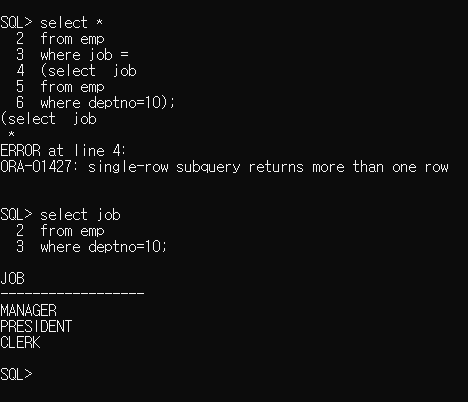 SQL> select *
  2  from emp
  3  where job =
  4  (select  job
  5  from emp
  6  where deptno=10);
(select  job
 *
ERROR at line 4:
ORA-01427: single-row subquery returns more than one row
SQL> select job
  2  from emp
  3  where deptno=10;
JOB
------------------
MANAGER
PRESIDENT
CLERK
SQL>